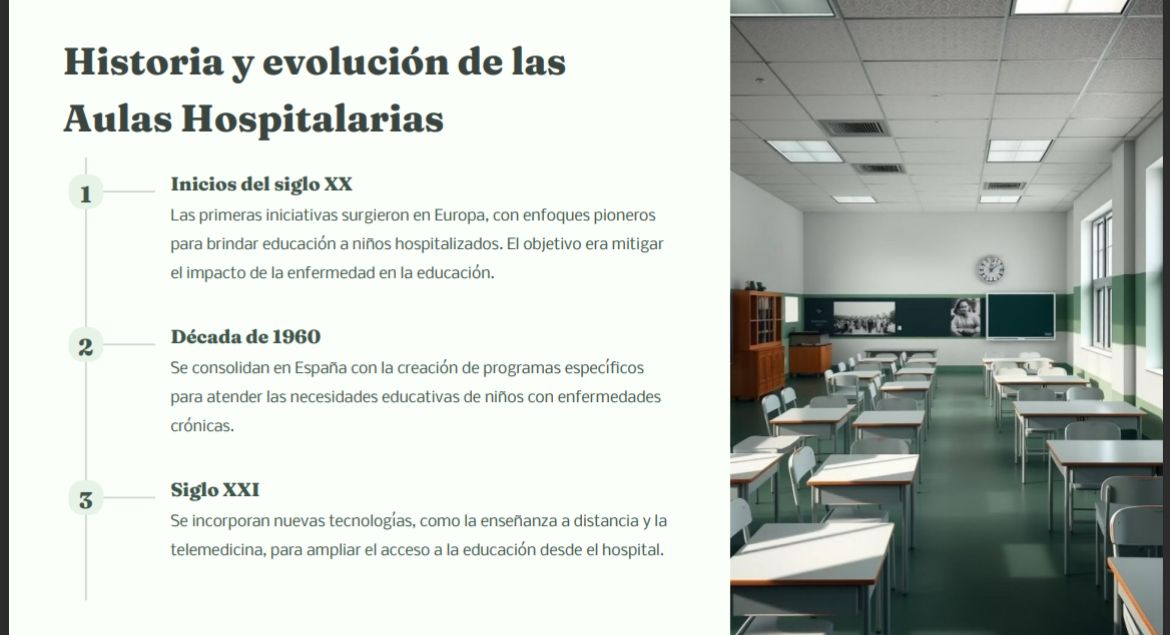 Historia y evolución de las
Aulas Hospitalarias
1
Inicios del siglo XX
Las primeras iniciativas surgieron en Europa, con enfoques pioneros
para brindar educación a niños hospitalizados. El objetivo era mitigar
el impacto de la enfermedad en la educación.
2
Década de 1960
Se consolidan en España con la creación de programas específicos
para atender las necesidades educativas de niños con enfermedades
crónicas.
3
Siglo XXI
Se incorporan nuevas tecnologías, como la enseñanza a distancia y la
telemedicina, para ampliar el acceso a la educación desde el hospital.